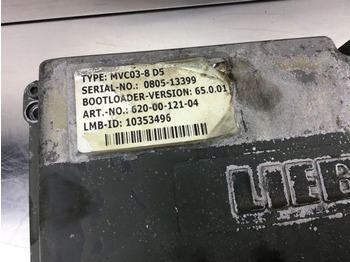 TYPE: MVC03-8 D5
SERIAL-NO.: 0805-13399
BOOTLOADER-VERSION: 65.0.01
ART.-NO.: 620-00-121-04
LMB-ID: 10353496
LIEB